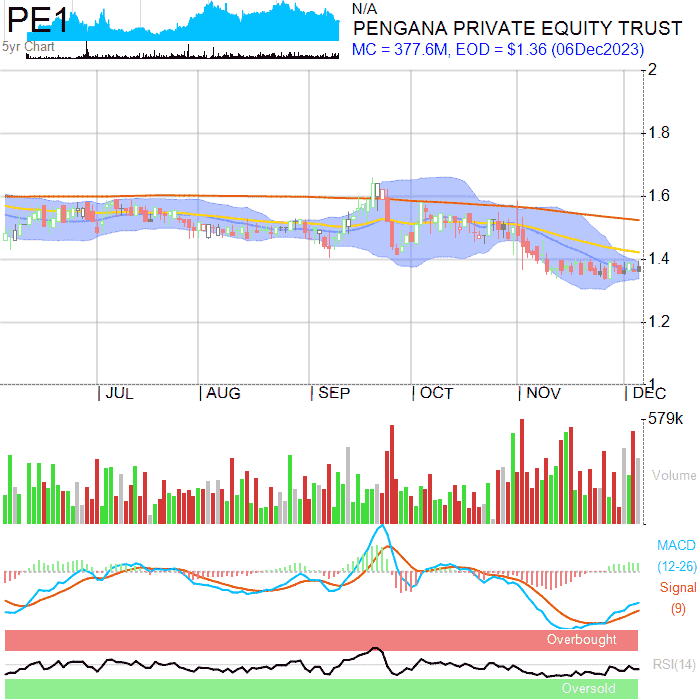 PE1
5yr Chart
N/A
PENGANA PRIVATE EQUITY TRUST
MC = 377.6M, EOD = $1.36 (06Dec2023)
2
1.8
1.6
1.4
1.2
1
JUL AUG SEP OCT NOV DEC
579k
Volume
MACD
(12-26)
Signal
(9)
Overbought
RSI(14)
Oversold